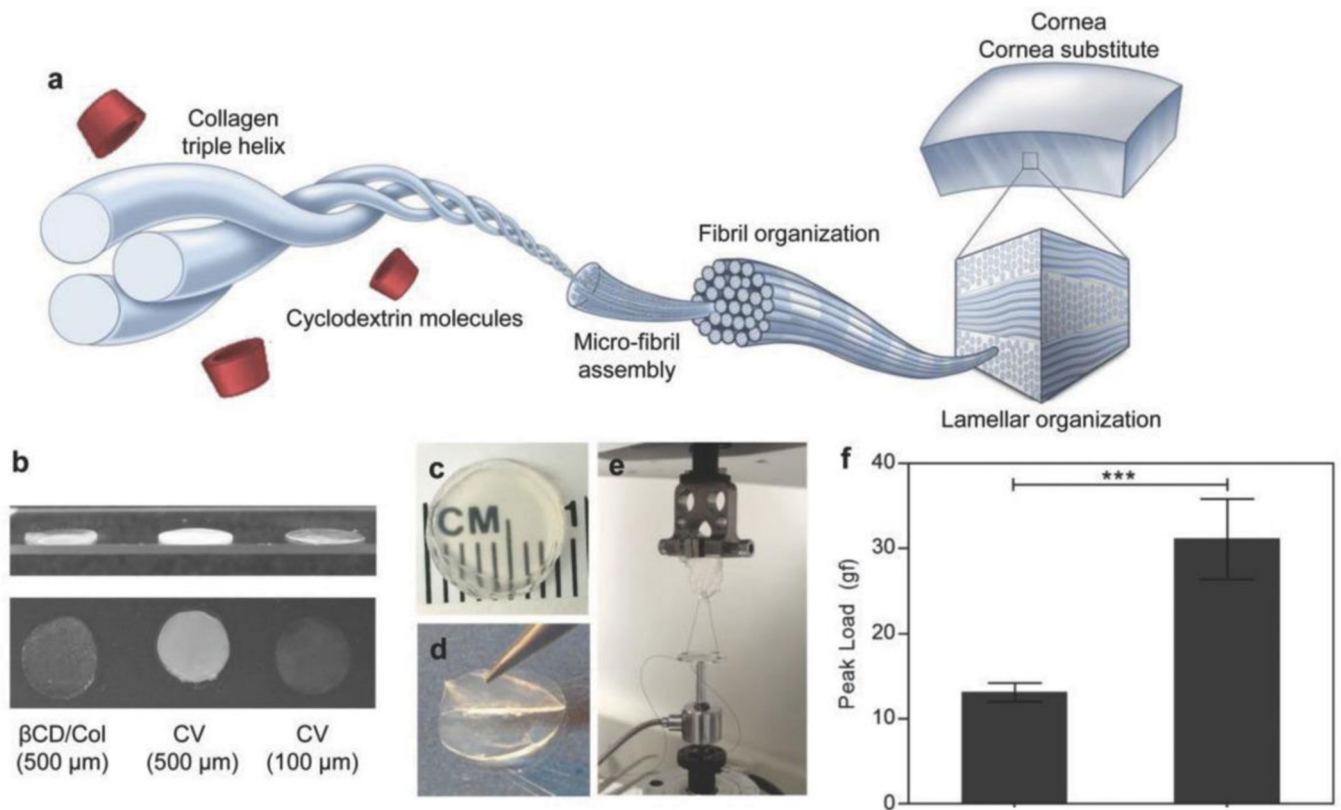 Cornea
Cornea substitute
a
Collagen
triple helix
Fibril organization
Cyclodextrin molecules
Micro-fibril
assembly
Lamellar organization
b
βCD/Col
(500 µm)
CV
(500 µm)
CV
(100 µm)
c
CM
1
d
e
f
***
Peak Load (gf)
40
30
20
10
0